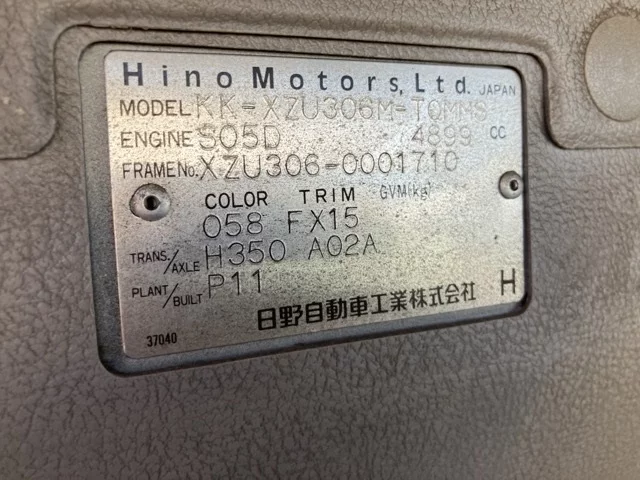 Hino Motors, Ltd. JAPAN
MODEL KK-XZU306M-TQMMS
ENGINE S05D 4899 CC
FRAME No. XZU306-0001710
COLOR TRIM GVM(kg)
058 FX15
TRANS./AXLE H350 A02A
PLANT/BUILT P11
日野自動車工業株式会社 H
37040